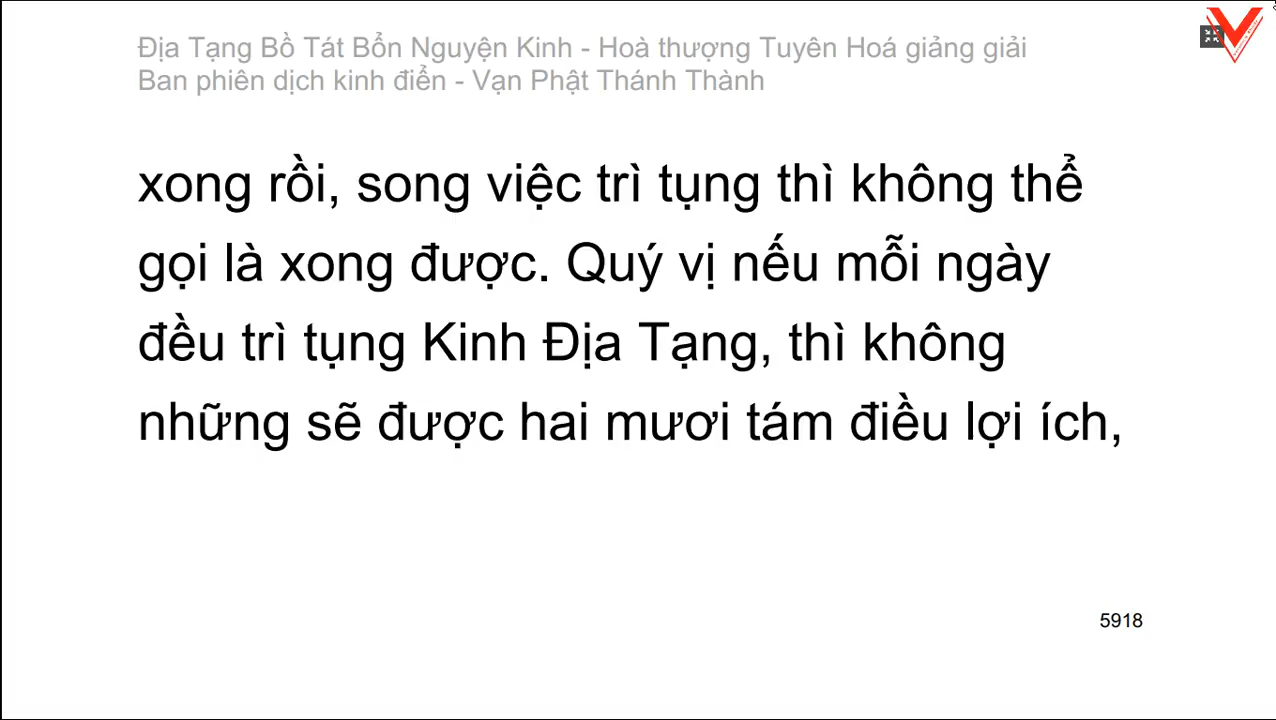 Địa Tạng Bồ Tát Bổn Nguyện Kinh - Hoà thượng Tuyên Hoá giảng giải
Ban phiên dịch kinh điển - Vạn Phật Thánh Thành
xong rồi, song việc trì tụng thì không thể
gọi là xong được. Quý vị nếu mỗi ngày
đều trì tụng Kinh Địa Tạng, thì không
những sẽ được hai mươi tám điều lợi ích,
5918